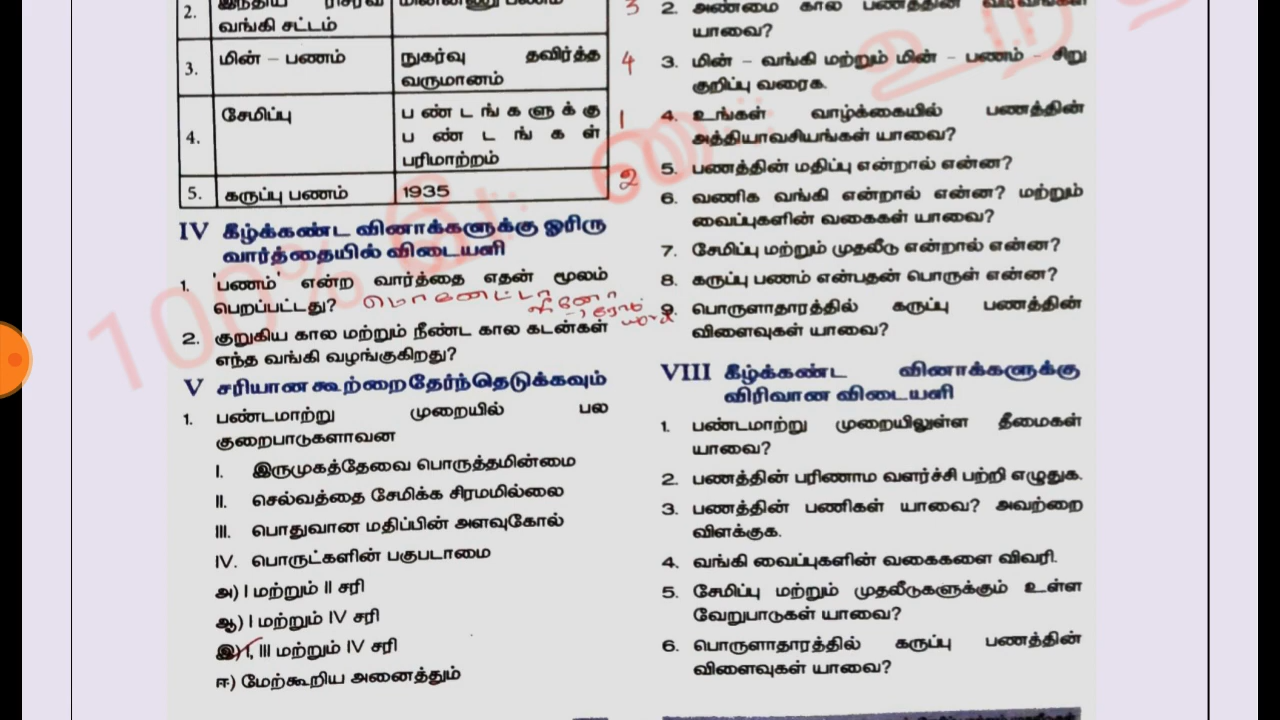 2. இந்திய ரிசர்வ் வங்கி சட்டம் மின்னணு பணம் 3
3. மின் – பணம் நுகர்வு தவிர்த்த வருமானம் 4
4. சேமிப்பு பண்டங்களுக்கு பண்டங்கள் பரிமாற்றம் 1
5. கருப்பு பணம் 1935 2
IV கீழ்க்கண்ட வினாக்களுக்கு ஓரிரு
வார்த்தையில் விடையளி
1. 'பணம்' என்ற வார்த்தை எதன் மூலம்
பெறப்பட்டது?
2. குறுகிய கால மற்றும் நீண்ட கால கடன்கள்
எந்த வங்கி வழங்குகிறது?
V சரியான கூற்றை தேர்ந்தெடுக்கவும்
1. பண்டமாற்று முறையில் பல
குறைபாடுகளாவன
I. இருமுகத்தேவை பொருத்தமின்மை
II. செல்வத்தை சேமிக்க சிரமமில்லை
III. பொதுவான மதிப்பின் அளவுகோல்
IV. பொருட்களின் பகுபடாமை
அ) I மற்றும் II சரி
ஆ) I மற்றும் IV சரி
இ) I, III மற்றும் IV சரி
ஈ) மேற்கூறிய அனைத்தும்
2. அண்மை கால பணத்தின் வடிவங்கள்
யாவை?
3. மின் – வங்கி மற்றும் மின் – பணம் – சிறு
குறிப்பு வரைக.
4. உங்கள் வாழ்க்கையில் பணத்தின்
அத்தியாவசியங்கள் யாவை?
5. பணத்தின் மதிப்பு என்றால் என்ன?
6. வணிக வங்கி என்றால் என்ன? மற்றும்
வைப்புகளின் வகைகள் யாவை?
7. சேமிப்பு மற்றும் முதலீடு என்றால் என்ன?
8. கருப்பு பணம் என்பதன் பொருள் என்ன?
9. பொருளாதாரத்தில் கருப்பு பணத்தின்
விளைவுகள் யாவை?
VIII கீழ்க்கண்ட வினாக்களுக்கு
விரிவான விடையளி
1. பண்டமாற்று முறையிலுள்ள தீமைகள்
யாவை?
2. பணத்தின் பரிணாம வளர்ச்சி பற்றி எழுதுக.
3. பணத்தின் பணிகள் யாவை? அவற்றை
விளக்குக.
4. வங்கி வைப்புகளின் வகைகளை விவரி.
5. சேமிப்பு மற்றும் முதலீடுகளுக்கும் உள்ள
வேறுபாடுகள் யாவை?
6. பொருளாதாரத்தில் கருப்பு பணத்தின்
விளைவுகள் யாவை?
100%